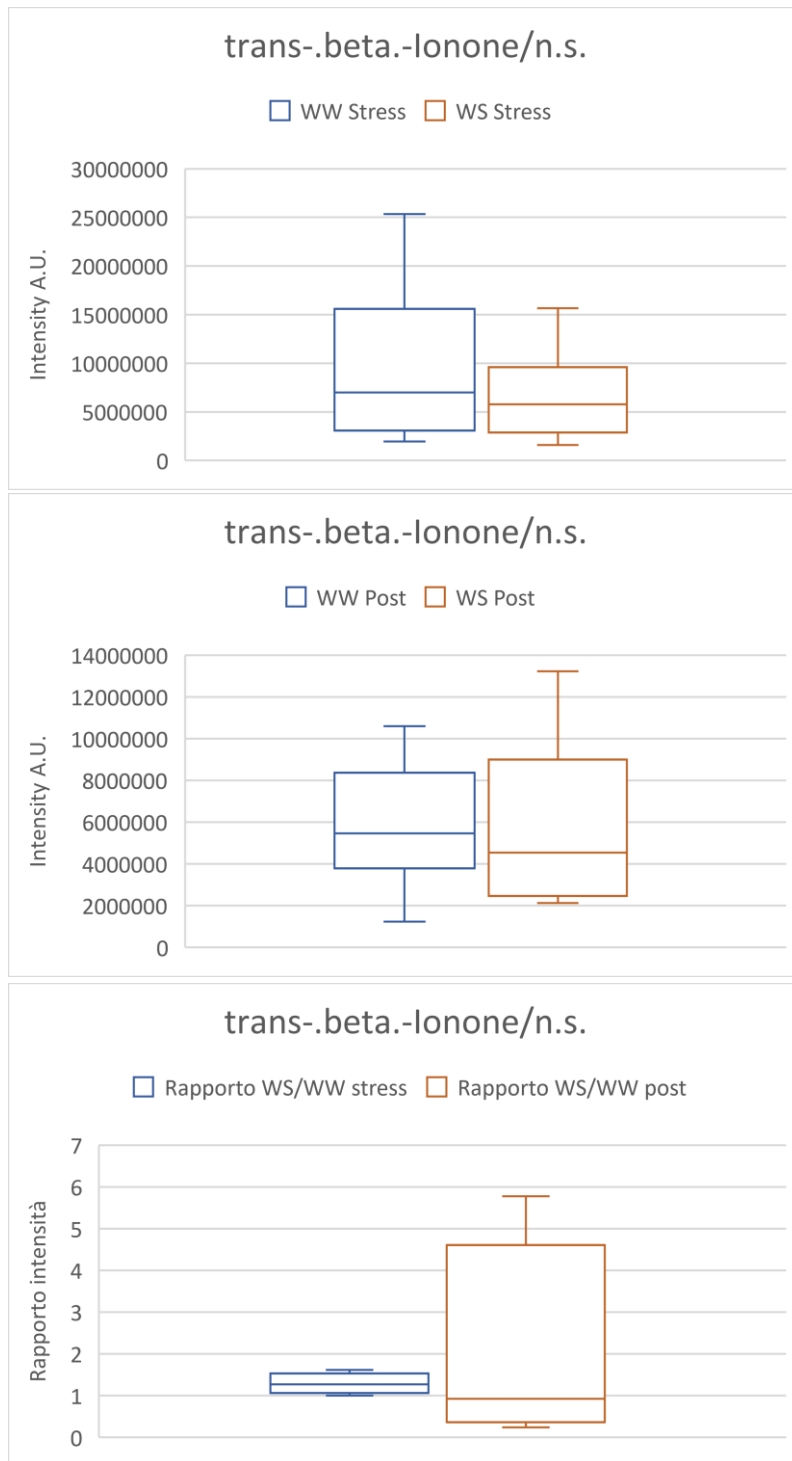 trans-.beta.-Ionone/n.s.
WW Stress WS Stress
30000000
25000000
20000000
15000000
10000000
5000000
0
Intensity A.U.
trans-.beta.-Ionone/n.s.
WW Post WS Post
14000000
12000000
10000000
8000000
6000000
4000000
2000000
0
Intensity A.U.
trans-.beta.-Ionone/n.s.
Rapporto WS/WW stress Rapporto WS/WW post
7
6
5
4
3
2
1
0
Rapporto intensità